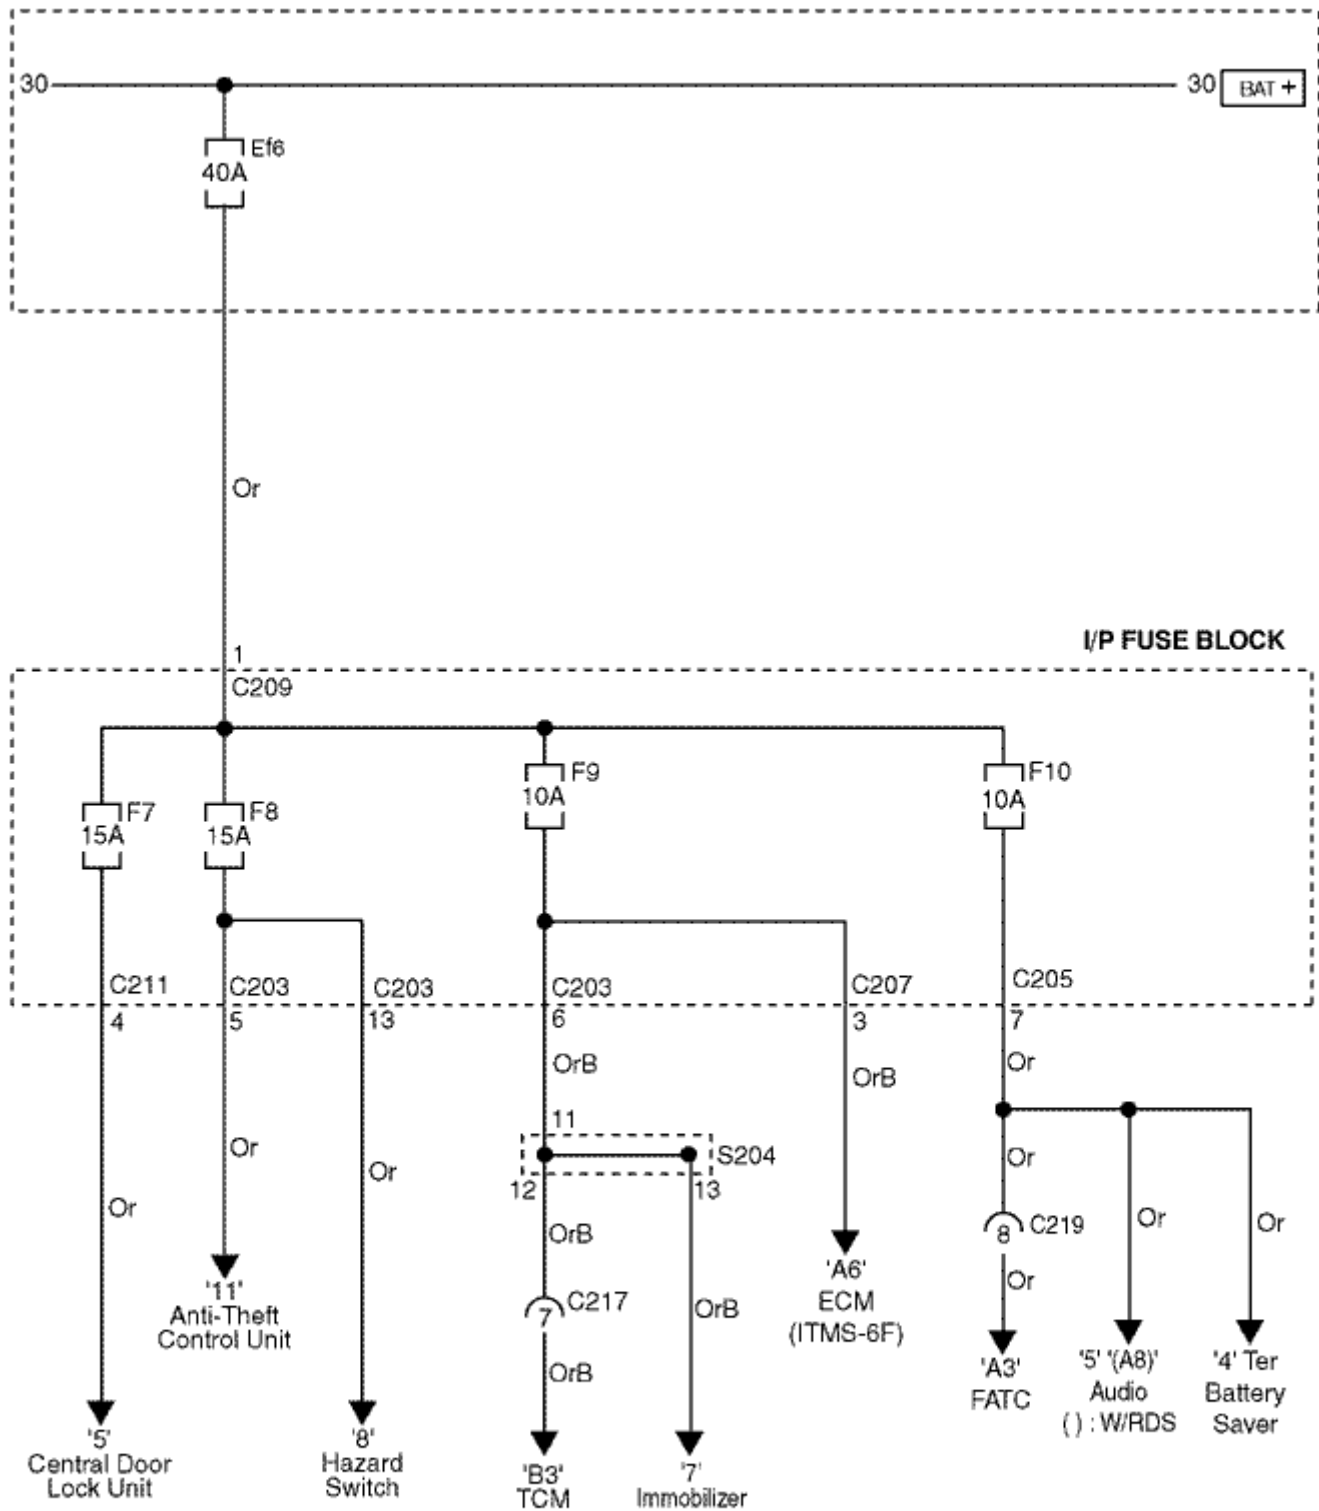 30
30
BAT +
Ef6
40A
Or
I/P FUSE BLOCK
1
C209
F9
10A
F10
10A
F7
15A
F8
15A
C211
C203
C203
C203
C207
C205
4
5
13
6
3
7
OrB
OrB
Or
11
Or
Or
S204
Or
12
13
Or
OrB
C219
8
Or
Or
'11'
Anti-Theft
Control Unit
'A6'
ECM
(ITMS-6F)
Or
C217
7
OrB
OrB
'A3'
FATC
'5' '(A8)'
Audio
( ) : W/RDS
'4' Ter
Battery
Saver
'5'
Central Door
Lock Unit
'8'
Hazard
Switch
'B3'
TCM
'7'
Immobilizer